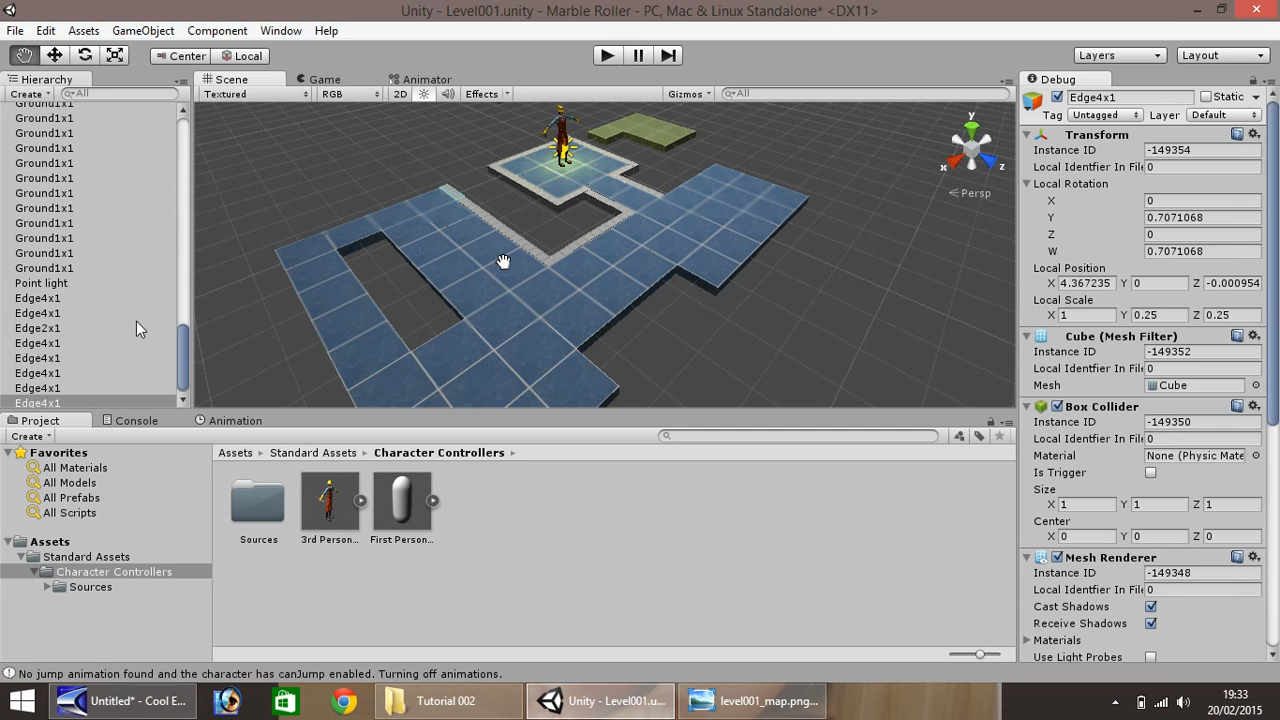 Unity - Level001.unity - Marble Roller - PC, Mac & Linux Standalone* <DX11>
File Edit Assets GameObject Component Window Help
Center Local Layers Layout
Hierarchy Scene Game Animator Debug
Create All Textured RGB 2D Effects Gizmos All Edge4x1 Static
Tag Untagged Layer Default
Ground1x1
Ground1x1
Ground1x1
Ground1x1
Ground1x1
Ground1x1
Ground1x1
Ground1x1
Ground1x1
Ground1x1
Ground1x1
Ground1x1
Point light
Edge4x1
Edge4x1
Edge2x1
Edge4x1
Edge4x1
Edge4x1
Edge4x1
Edge4x1
y
x z
Persp
Transform
Instance ID -149354
Local Identfier In File 0
Local Rotation
X 0
Y 0.7071068
Z 0
W 0.7071068
Local Position
X 4.367235 Y 0 Z -0.000954
Local Scale
X 1 Y 0.25 Z 0.25
Cube (Mesh Filter)
Instance ID -149352
Local Identfier In File 0
Mesh Cube
Box Collider
Instance ID -149350
Local Identfier In File 0
Material None (Physic Mate
Is Trigger
Size
X 1 Y 1 Z 1
Center
X 0 Y 0 Z 0
Mesh Renderer
Instance ID -149348
Local Identfier In File 0
Cast Shadows
Receive Shadows
Materials
Use Light Probes
Project Console Animation
Create
Favorites
All Materials
All Models
All Prefabs
All Scripts
Assets
Standard Assets
Character Controllers
Sources
Assets Standard Assets Character Controllers
Sources 3rd Person... First Person...
No jump animation found and the character has canJump enabled. Turning off animations.
Untitled* - Cool E... Tutorial 002 Unity - Level001.u... level001_map.png...
19:33
20/02/2015